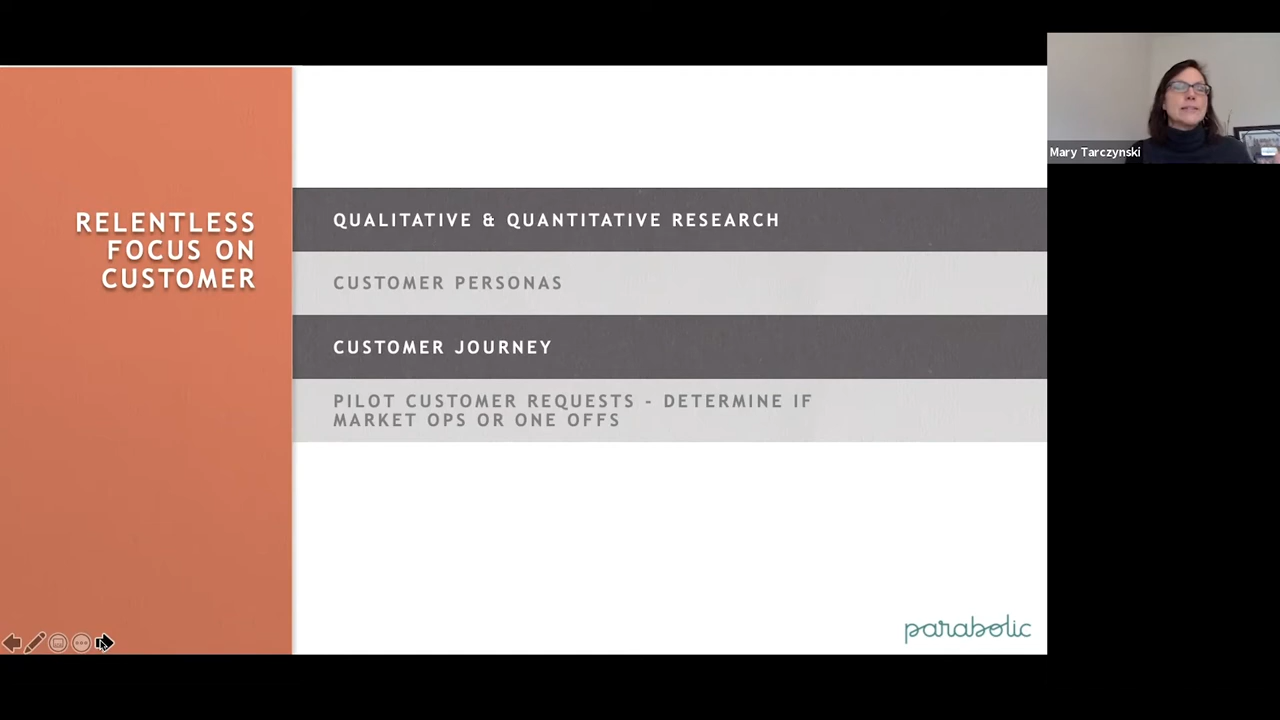 RELENTLESS
FOCUS ON
CUSTOMER
QUALITATIVE & QUANTITATIVE RESEARCH
CUSTOMER PERSONAS
CUSTOMER JOURNEY
PILOT CUSTOMER REQUESTS - DETERMINE IF
MARKET OPS OR ONE OFFS
parabolic
Mary Tarczynski